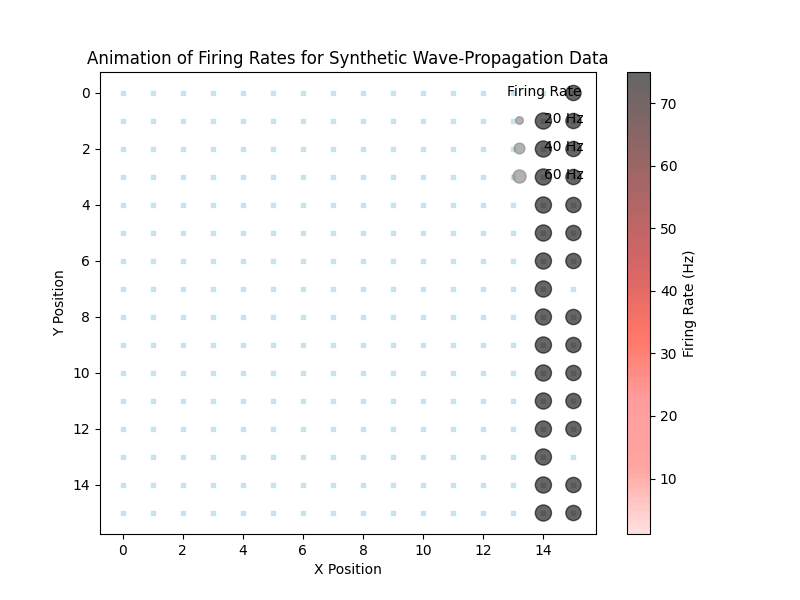 Animation of Firing Rates for Synthetic Wave-Propagation Data
Firing Rate
20 Hz
40 Hz
60 Hz
0
2
4
6
8
10
12
14
Y Position
0 2 4 6 8 10 12 14
X Position
70
60
50
40
30
20
10
Firing Rate (Hz)